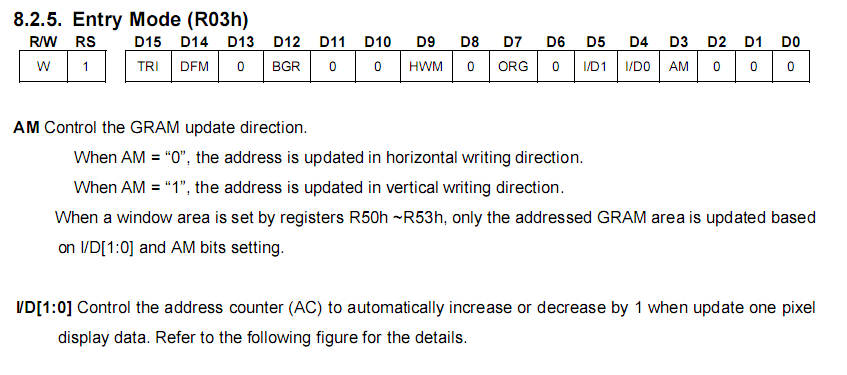 8.2.5. Entry Mode (R03h)
R/W RS D15 D14 D13 D12 D11 D10 D9 D8 D7 D6 D5 D4 D3 D2 D1 D0
W 1 TRI DFM 0 BGR 0 0 HWM 0 ORG 0 I/D1 I/D0 AM 0 0 0
AM Control the GRAM update direction.
When AM = “0”, the address is updated in horizontal writing direction.
When AM = “1”, the address is updated in vertical writing direction.
When a window area is set by registers R50h ~R53h, only the addressed GRAM area is updated based
on I/D[1:0] and AM bits setting.
I/D[1:0] Control the address counter (AC) to automatically increase or decrease by 1 when update one pixel
display data. Refer to the following figure for the details.